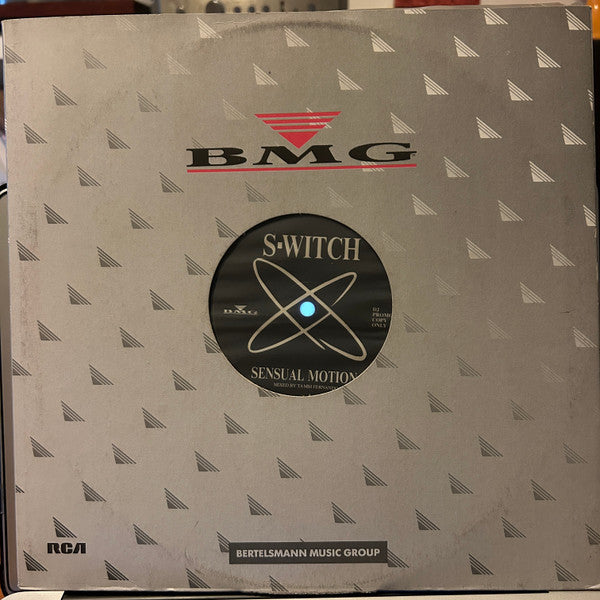 BMG
S-WITCH
BMG
DJ
PROMO
COPY
ONLY
SENSUAL MOTION
MIXED BY
RCA
BERTELSMANN MUSIC GROUP